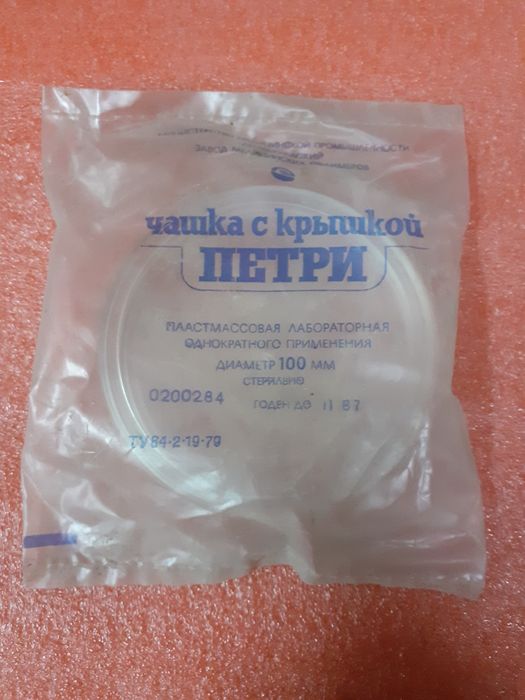 ПРОМЫШЛЕННОСТИ
ЗАВОД
чашка с крышкой
ПЕТРИ
ПЛАСТМАССОВАЯ ЛАБОРАТОРНАЯ
ОДНОКРАТНОГО ПРИМЕНЕНИЯ
ДИАМЕТР 100 ММ
СТЕРИЛЬНО
0200284 ГОДЕН ДО 11 87
ТУ 64-2-19-79